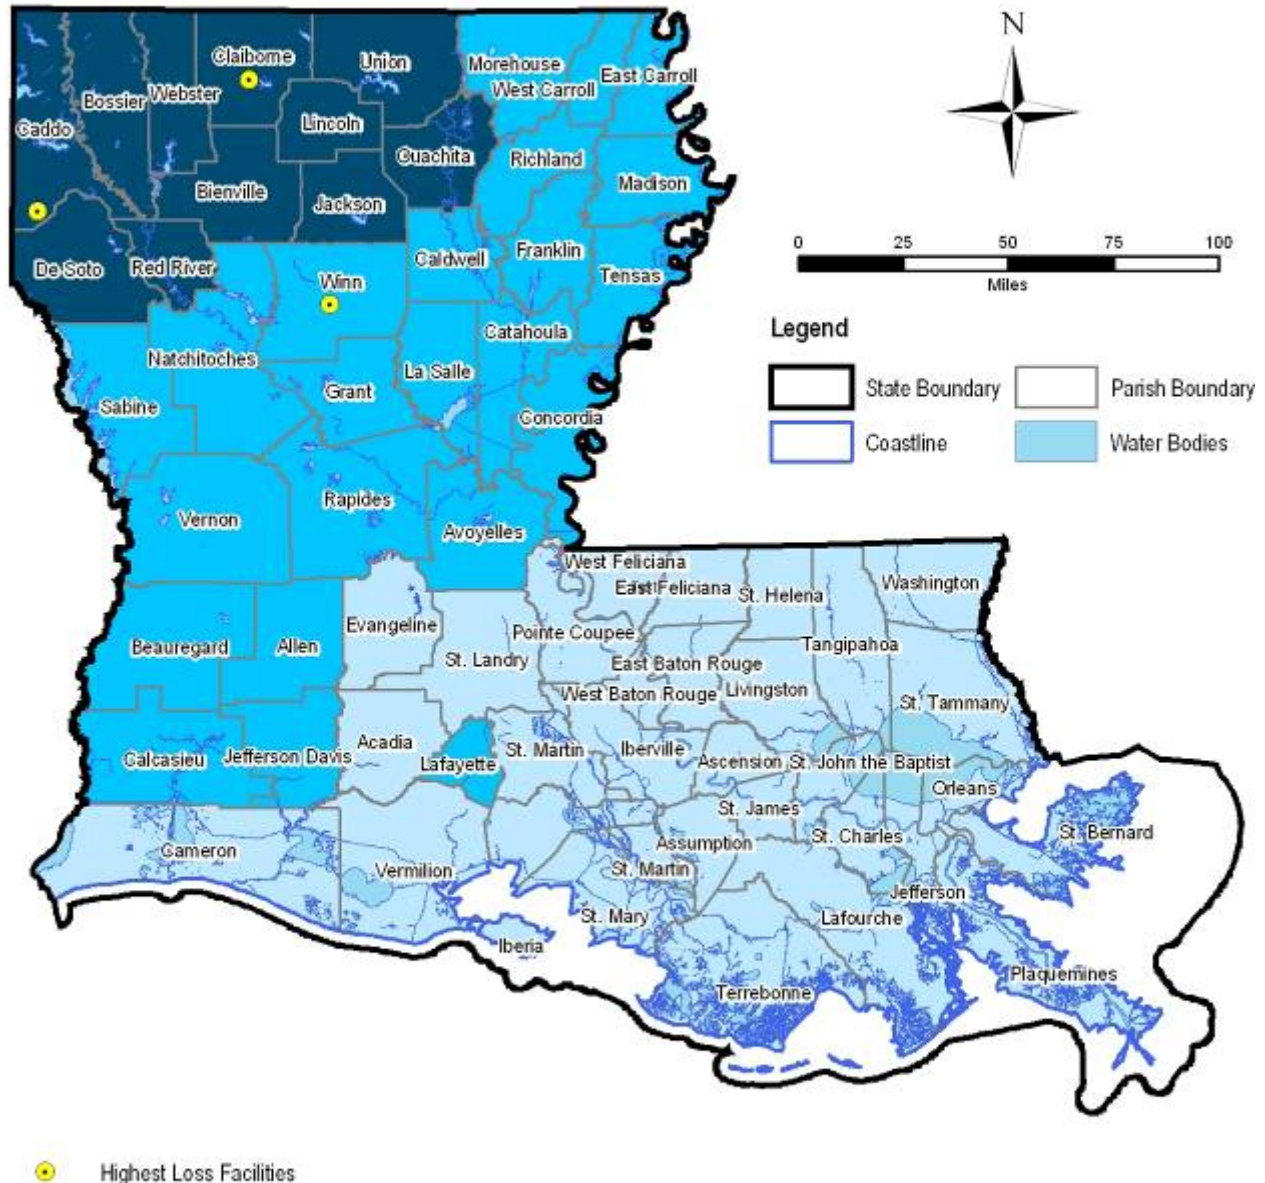 N
Claiborne
Union
Morehouse
East Carroll
West Carroll
Bossier
Webster
Caddo
Lincoln
Ouachita
Richland
Madison
Bienville
Jackson
De Soto
Red River
Winn
Caldwell
Franklin
Tensas
0 25 50 75 100
Miles
Legend
State Boundary
Parish Boundary
Coastline
Water Bodies
Natchitoches
Catahoula
La Salle
Grant
Sabine
Concordia
Rapides
Vernon
Avoyelles
West Feliciana
East Feliciana
St. Helena
Washington
Evangeline
Pointe Coupee
Beauregard
Allen
St. Landry
Tangipahoa
East Baton Rouge
West Baton Rouge
Livingston
St. Tammany
Acadia
St. Martin
Iberville
Calcasieu
Jefferson Davis
Lafayette
Ascension
St. John the Baptist
Orleans
St. James
St. Charles
St. Bernard
Cameron
Assumption
Vermilion
St. Martin
Jefferson
St. Mary
Lafourche
Iberia
Plaquemines
Terrebonne
Highest Loss Facilities